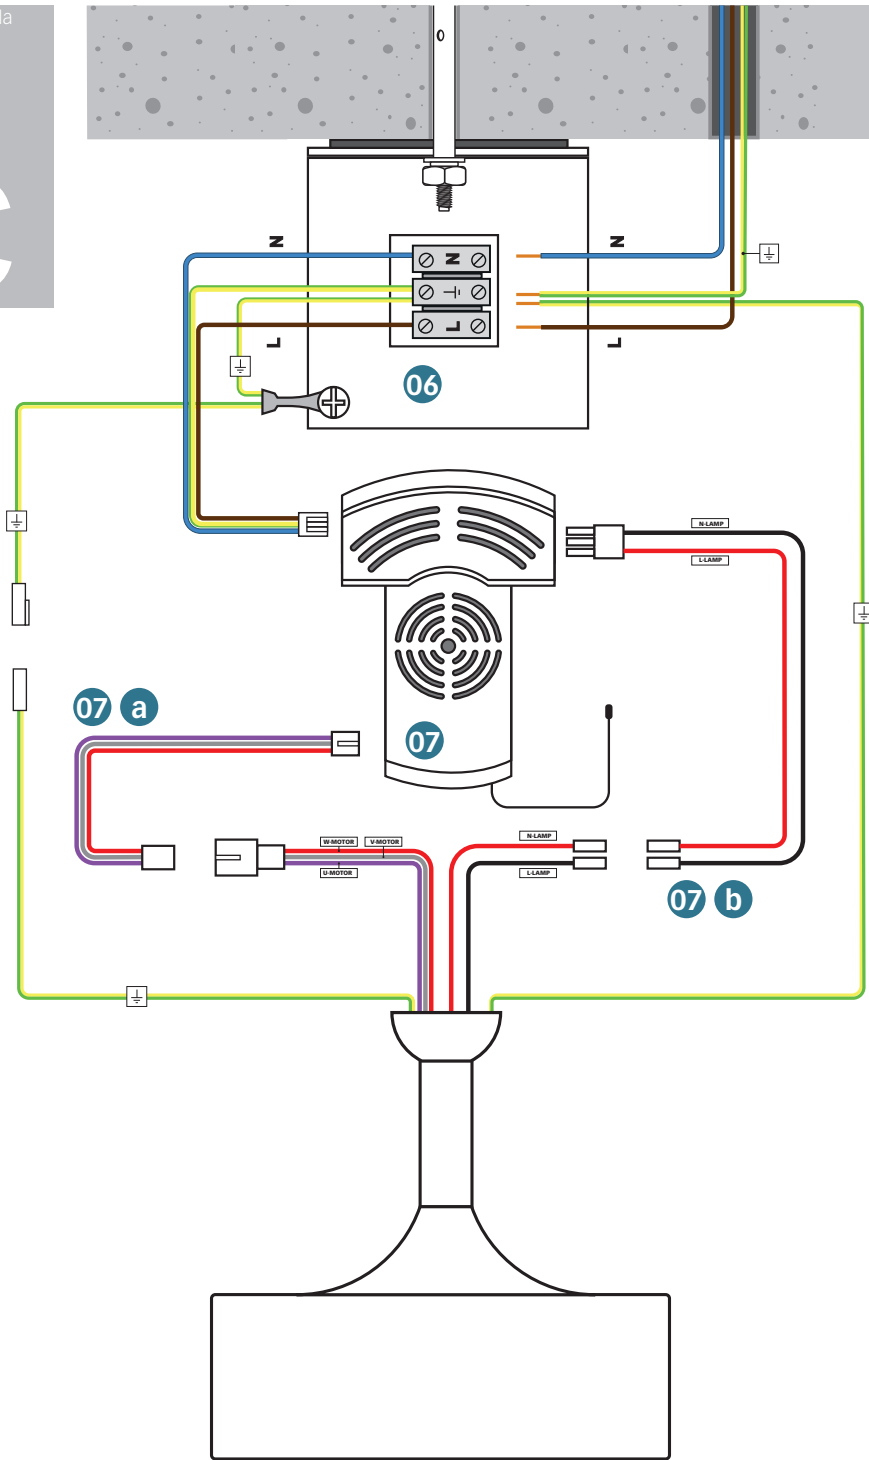 N
N
N
L
L
L
06
N-LAMP
L-LAMP
07 a
07
W-MOTOR
V-MOTOR
U-MOTOR
N-LAMP
L-LAMP
07 b